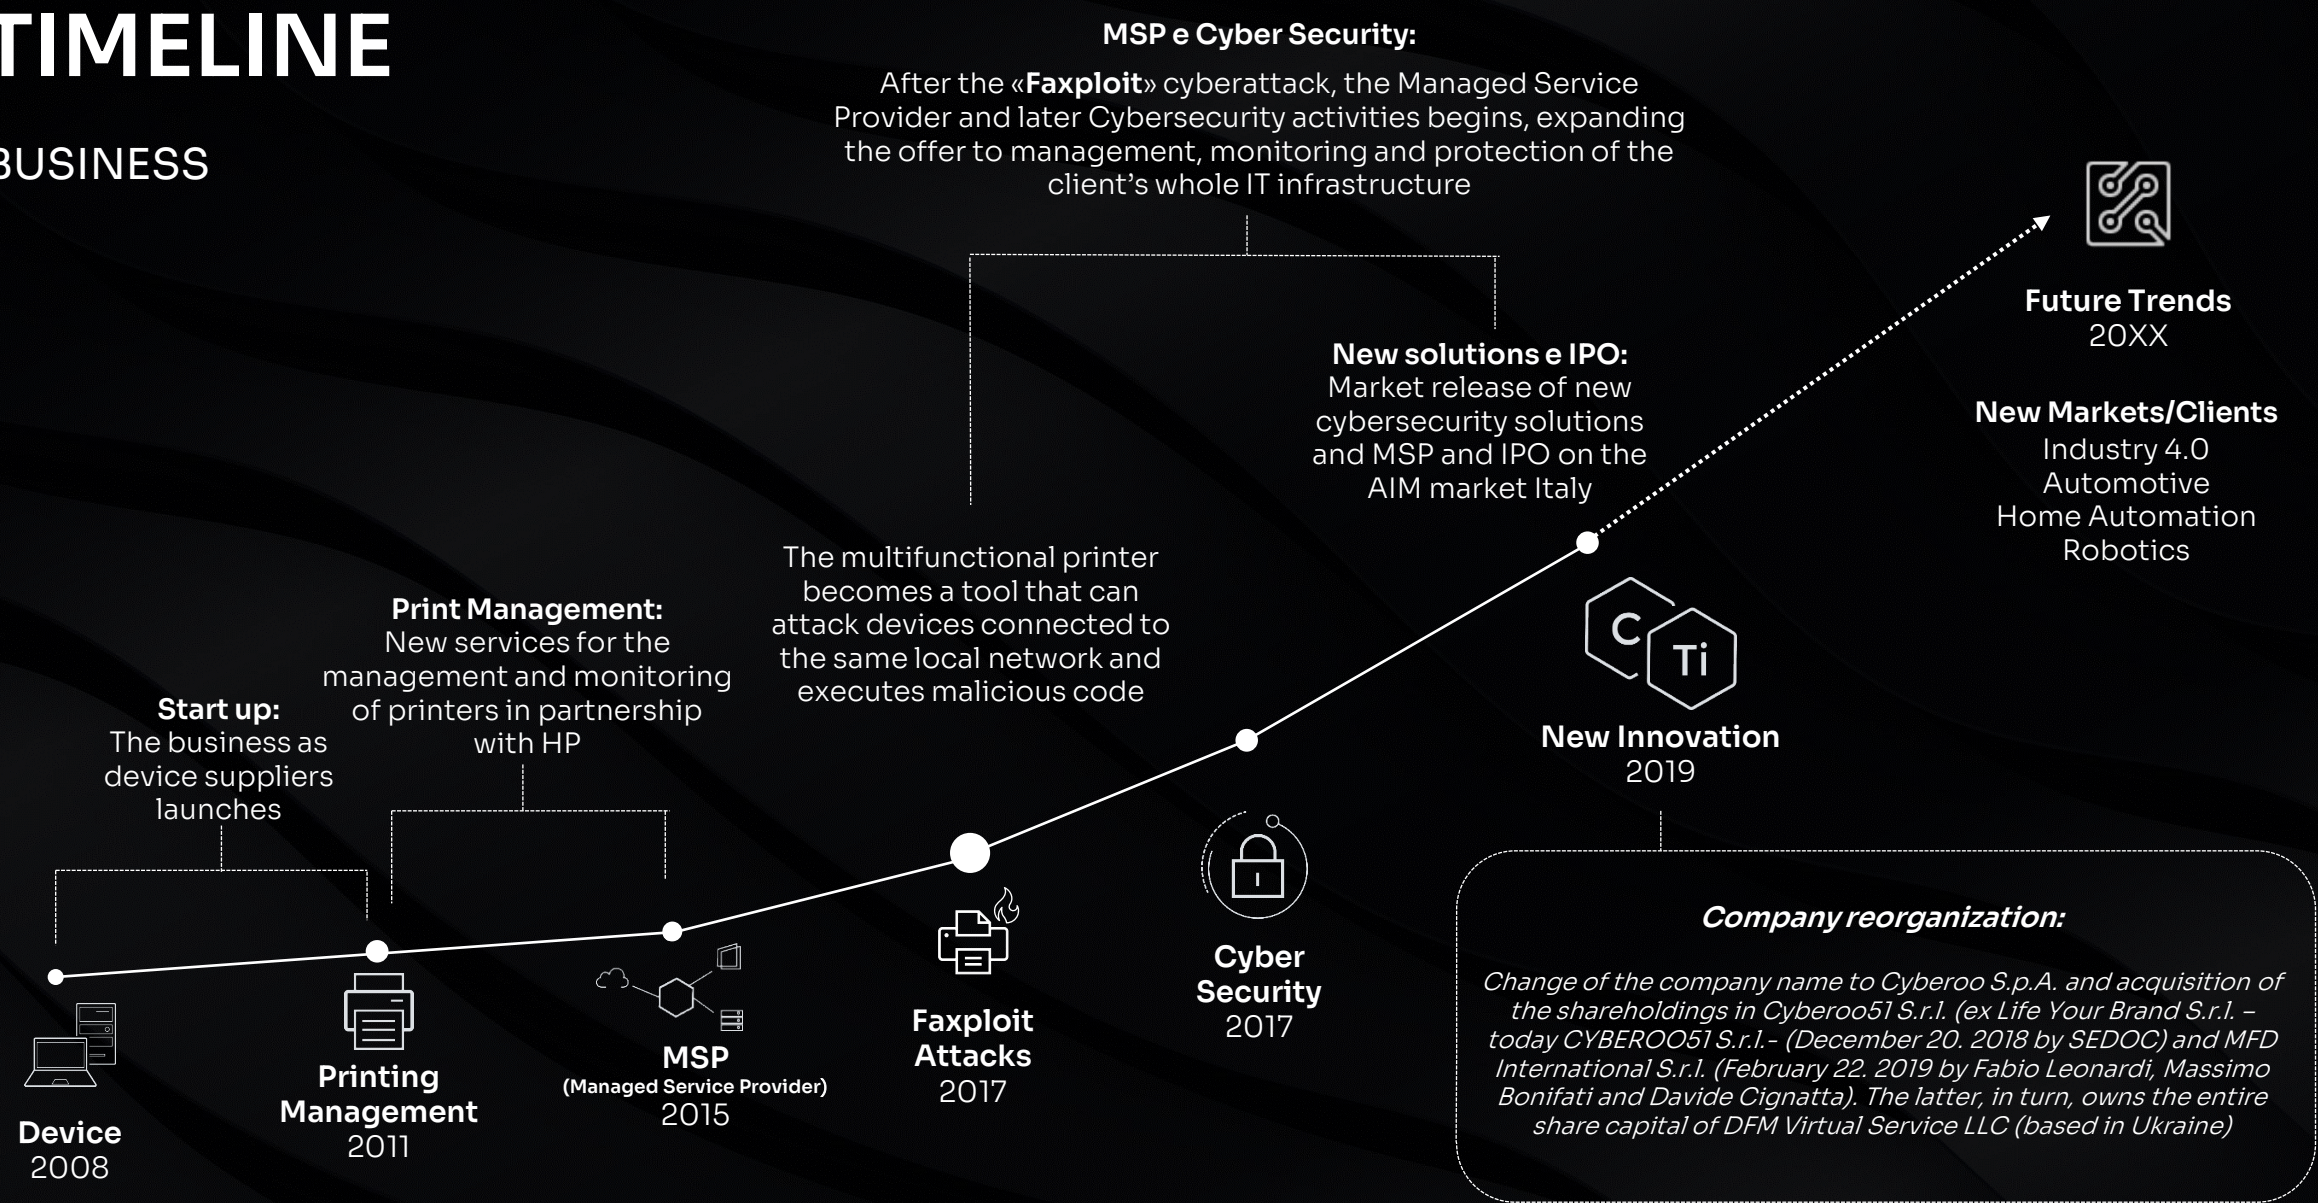 TIMELINE
BUSINESS
MSP e Cyber Security:
After the «Faxploit» cyberattack, the Managed Service
Provider and later Cybersecurity activities begins, expanding
the offer to management, monitoring and protection of the
client’s whole IT infrastructure
Future Trends
20XX
New Markets/Clients
Industry 4.0
Automotive
Home Automation
Robotics
New solutions e IPO:
Market release of new
cybersecurity solutions
and MSP and IPO on the
AIM market Italy
The multifunctional printer
becomes a tool that can
attack devices connected to
the same local network and
executes malicious code
Print Management:
New services for the
management and monitoring
of printers in partnership
with HP
Start up:
The business as
device suppliers
launches
Device
2008
Printing
Management
2011
MSP
(Managed Service Provider)
2015
Faxploit
Attacks
2017
Cyber
Security
2017
C
Ti
New Innovation
2019
Company reorganization:
Change of the company name to Cyberoo S.p.A. and acquisition of
the shareholdings in Cyberoo51 S.r.l. (ex Life Your Brand S.r.l. –
today CYBEROO51 S.r.l.- (December 20. 2018 by SEDOC) and MFD
International S.r.l. (February 22. 2019 by Fabio Leonardi, Massimo
Bonifati and Davide Cignatta). The latter, in turn, owns the entire
share capital of DFM Virtual Service LLC (based in Ukraine)